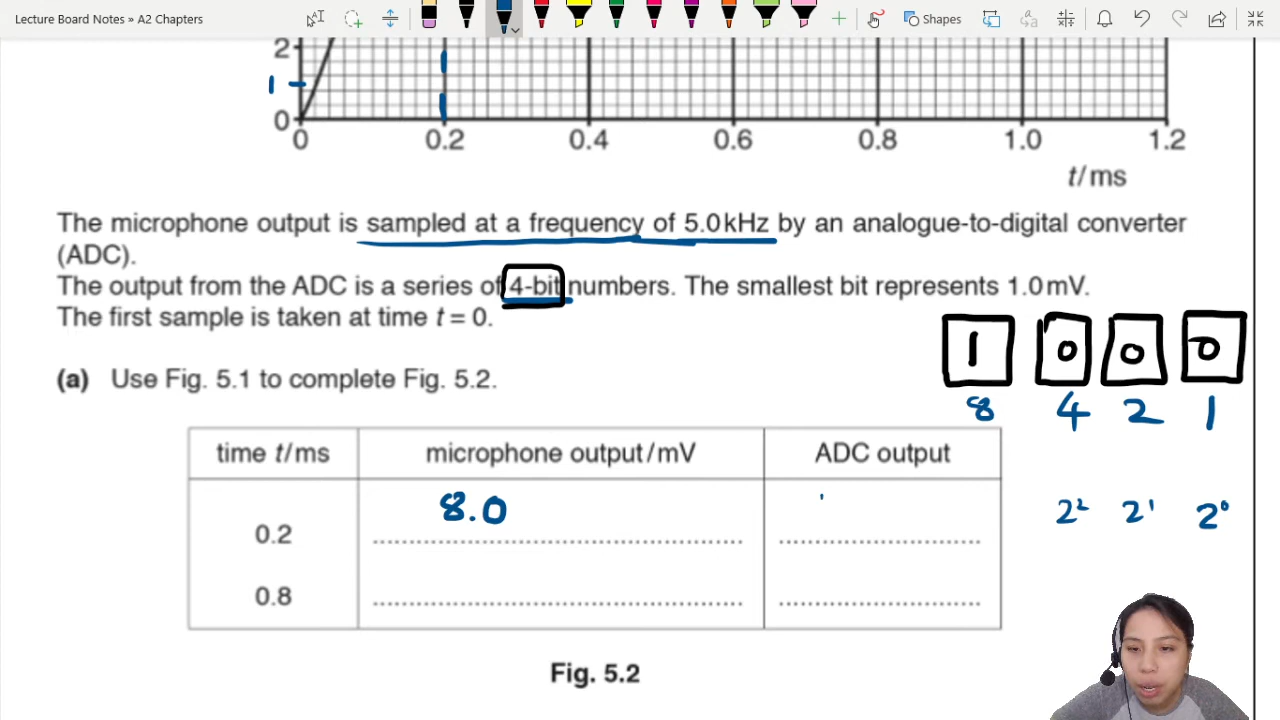 Lecture Board Notes » A2 Chapters
Shapes
2
1
0
0 0.2 0.4 0.6 0.8 1.0 1.2
t/ms
The microphone output is sampled at a frequency of 5.0 kHz by an analogue-to-digital converter
(ADC).
The output from the ADC is a series of 4-bit numbers. The smallest bit represents 1.0 mV.
The first sample is taken at time t = 0.
1 0 0 0
(a) Use Fig. 5.1 to complete Fig. 5.2.
8 4 2 1
time t/ms microphone output/mV ADC output
8.0
2² 2¹ 2⁰
0.2 .................................................. ...........................
0.8 .................................................. ...........................
Fig. 5.2